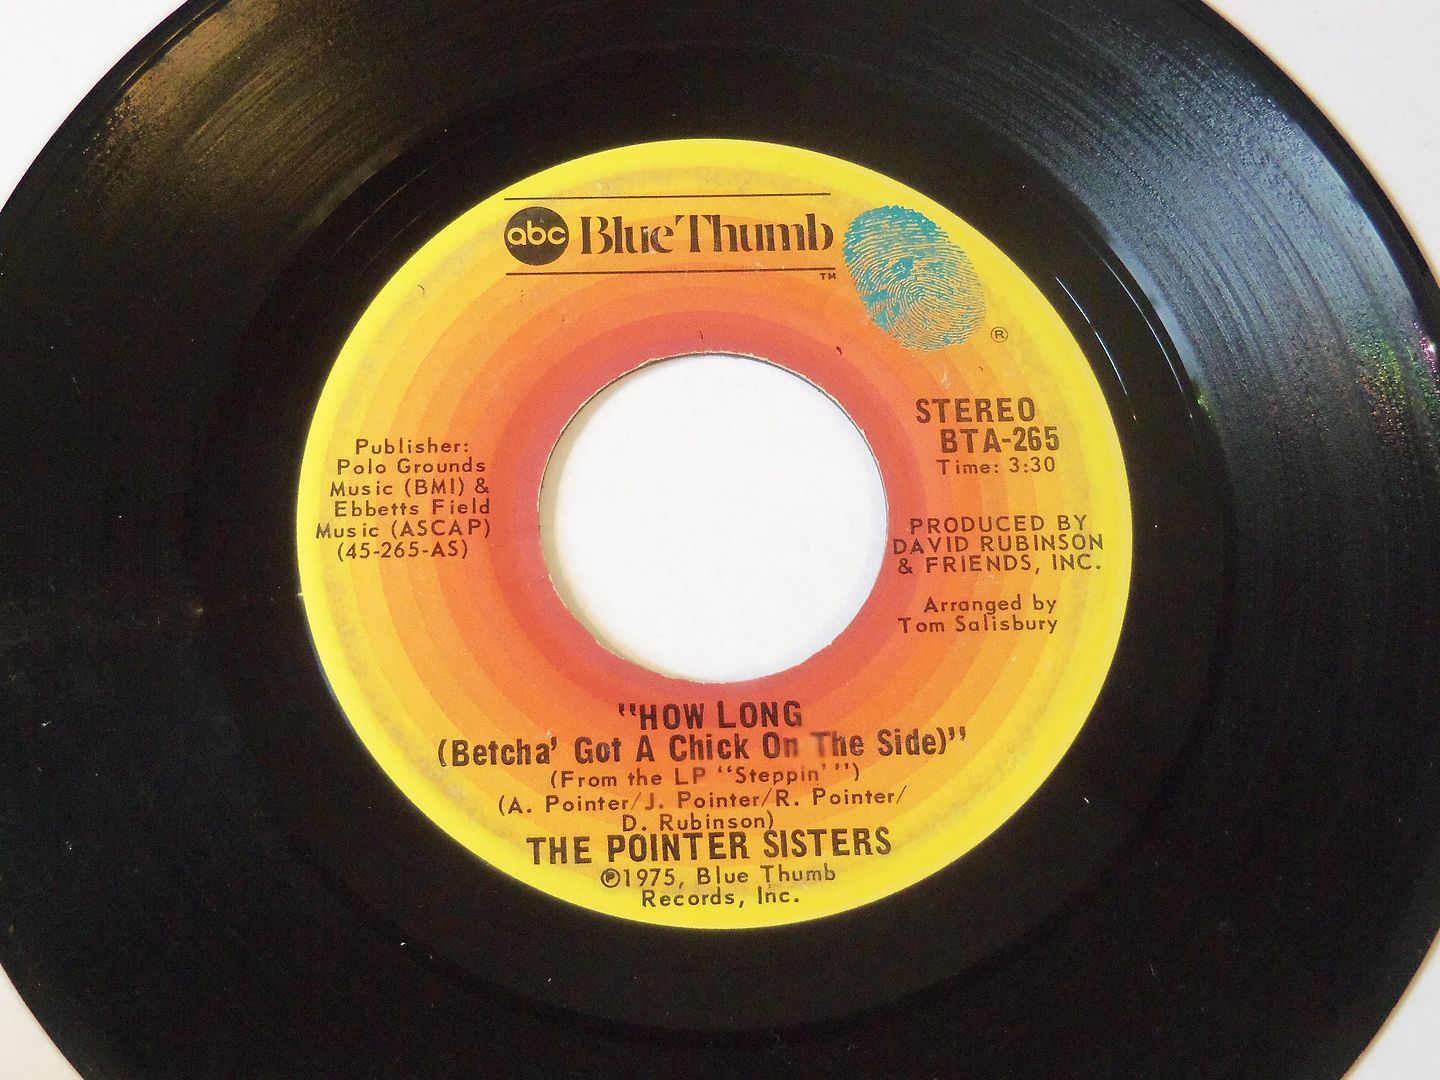 abc Blue Thumb
TM
®
STEREO
BTA-265
Time: 3:30
Publisher:
Polo Grounds
Music (BMI) &
Ebbetts Field
Music (ASCAP)
(45-265-AS)
PRODUCED BY
DAVID RUBINSON
& FRIENDS, INC.
Arranged by
Tom Salisbury
"HOW LONG
(Betcha' Got A Chick On The Side)"
(From the LP "Steppin'")
(A. Pointer/J. Pointer/R. Pointer/
D. Rubinson)
THE POINTER SISTERS
℗1975, Blue Thumb
Records, Inc.